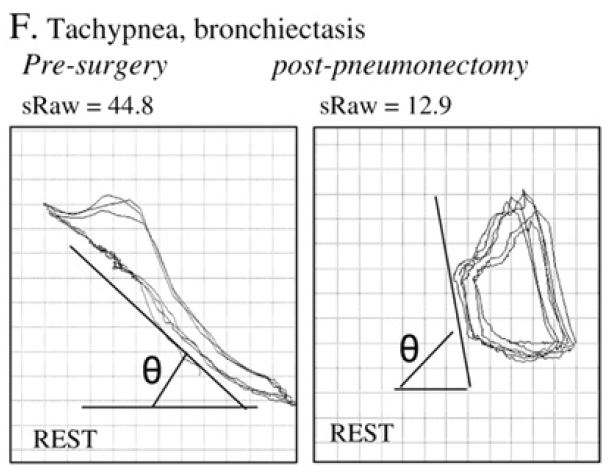 F. Tachypnea, bronchiectasis
Pre-surgery post-pneumonectomy
sRaw = 44.8 sRaw = 12.9
θ θ
REST REST